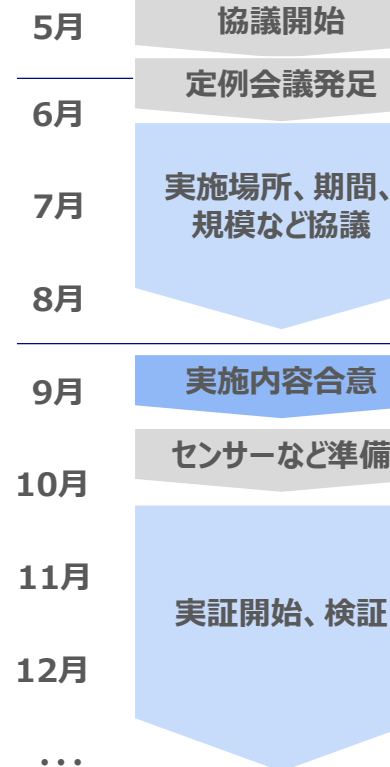 5月
協議開始
定例会議発足
6月
7月
実施場所、期間、
規模など協議
8月
9月
実施内容合意
センサーなど準備
10月
11月
実証開始、検証
12月
...